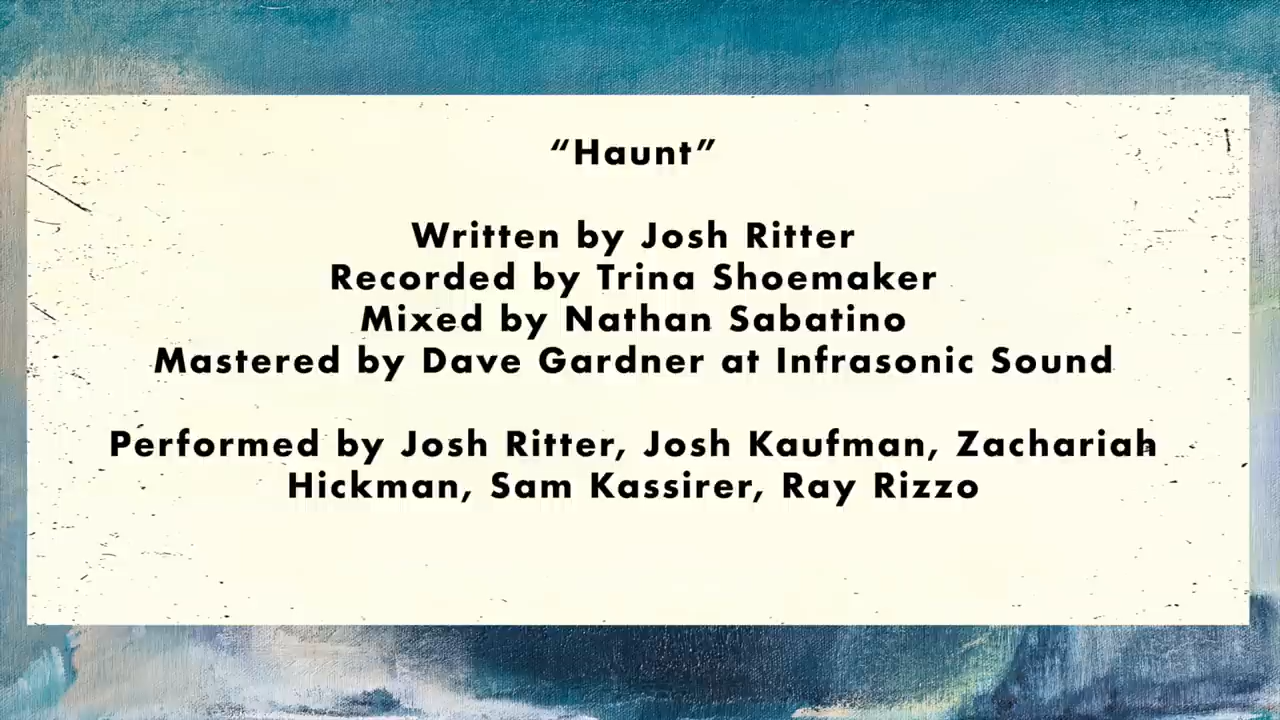 “Haunt”
Written by Josh Ritter
Recorded by Trina Shoemaker
Mixed by Nathan Sabatino
Mastered by Dave Gardner at Infrasonic Sound
Performed by Josh Ritter, Josh Kaufman, Zachariah
Hickman, Sam Kassirer, Ray Rizzo